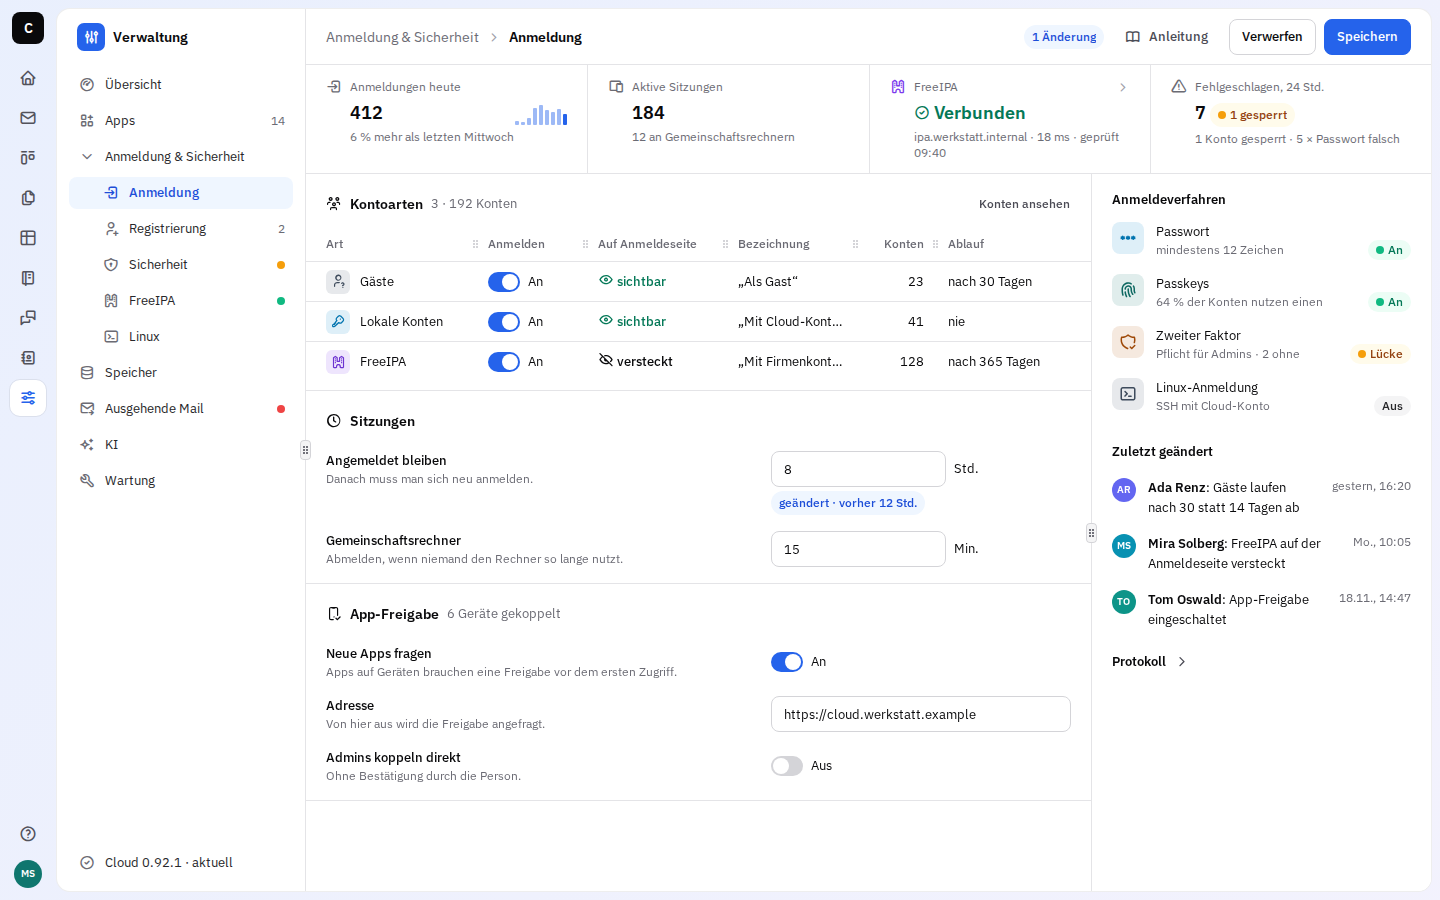 C
Verwaltung
Übersicht
Apps 14
Anmeldung & Sicherheit
Anmeldung
Registrierung 2
Sicherheit
FreeIPA
Linux
Speicher
Ausgehende Mail
KI
Wartung
Cloud 0.92.1 · aktuell
MS
Anmeldung & Sicherheit > Anmeldung
1 Änderung
Anleitung
Verwerfen
Speichern
Anmeldungen heute
412
6 % mehr als letzten Mittwoch
Aktive Sitzungen
184
12 an Gemeinschaftsrechnern
FreeIPA
Verbunden
ipa.werkstatt.internal · 18 ms · geprüft
09:40
Fehlgeschlagen, 24 Std.
7 1 gesperrt
1 Konto gesperrt · 5 × Passwort falsch
Kontoarten 3 · 192 Konten
Konten ansehen
Art Anmelden Auf Anmeldeseite Bezeichnung Konten Ablauf
Gäste An sichtbar „Als Gast“ 23 nach 30 Tagen
Lokale Konten An sichtbar „Mit Cloud-Kont… 41 nie
FreeIPA An versteckt „Mit Firmenkont… 128 nach 365 Tagen
Sitzungen
Angemeldet bleiben
Danach muss man sich neu anmelden.
8 Std.
geändert · vorher 12 Std.
Gemeinschaftsrechner
Abmelden, wenn niemand den Rechner so lange nutzt.
15 Min.
App-Freigabe 6 Geräte gekoppelt
Neue Apps fragen
Apps auf Geräten brauchen eine Freigabe vor dem ersten Zugriff.
An
Adresse
Von hier aus wird die Freigabe angefragt.
https://cloud.werkstatt.example
Admins koppeln direkt
Ohne Bestätigung durch die Person.
Aus
Anmeldeverfahren
Passwort
mindestens 12 Zeichen
An
Passkeys
64 % der Konten nutzen einen
An
Zweiter Faktor
Pflicht für Admins · 2 ohne
Lücke
Linux-Anmeldung
SSH mit Cloud-Konto
Aus
Zuletzt geändert
AR Ada Renz: Gäste laufen gestern, 16:20
nach 30 statt 14 Tagen ab
MS Mira Solberg: FreeIPA auf der Mo., 10:05
Anmeldeseite versteckt
TO Tom Oswald: App-Freigabe 18.11., 14:47
eingeschaltet
Protokoll